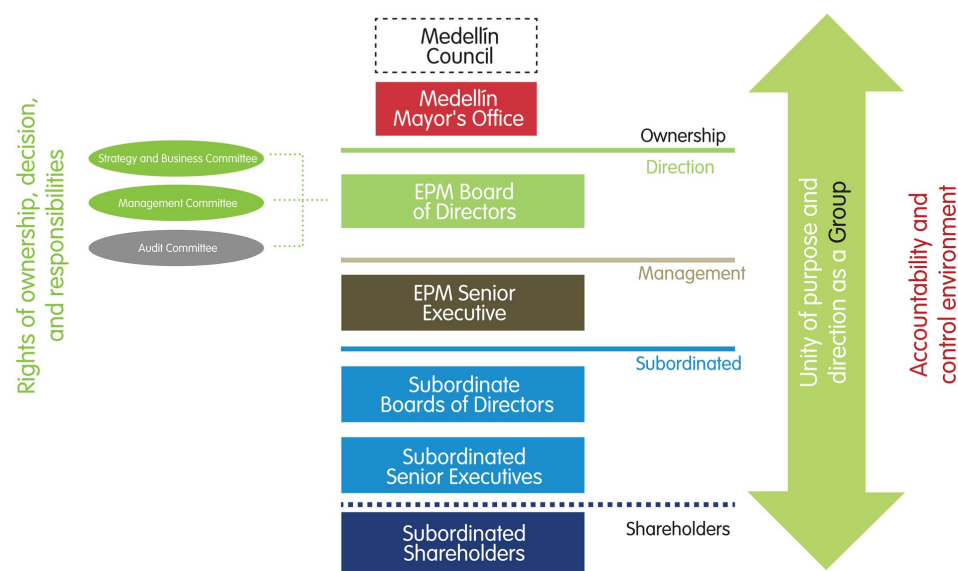 Medellín
Council
Medellín
Mayor's Office
Ownership
Direction
Rights of ownership, decision,
and responsibilities
Strategy and Business Committee
Management Committee
Audit Committee
EPM Board
of Directors
Management
EPM Senior
Executive
Subordinated
Subordinate
Boards of Directors
Subordinated
Senior Executives
Shareholders
Subordinated
Shareholders
Unity of purpose and
direction as a Group
Accountability and
control environment